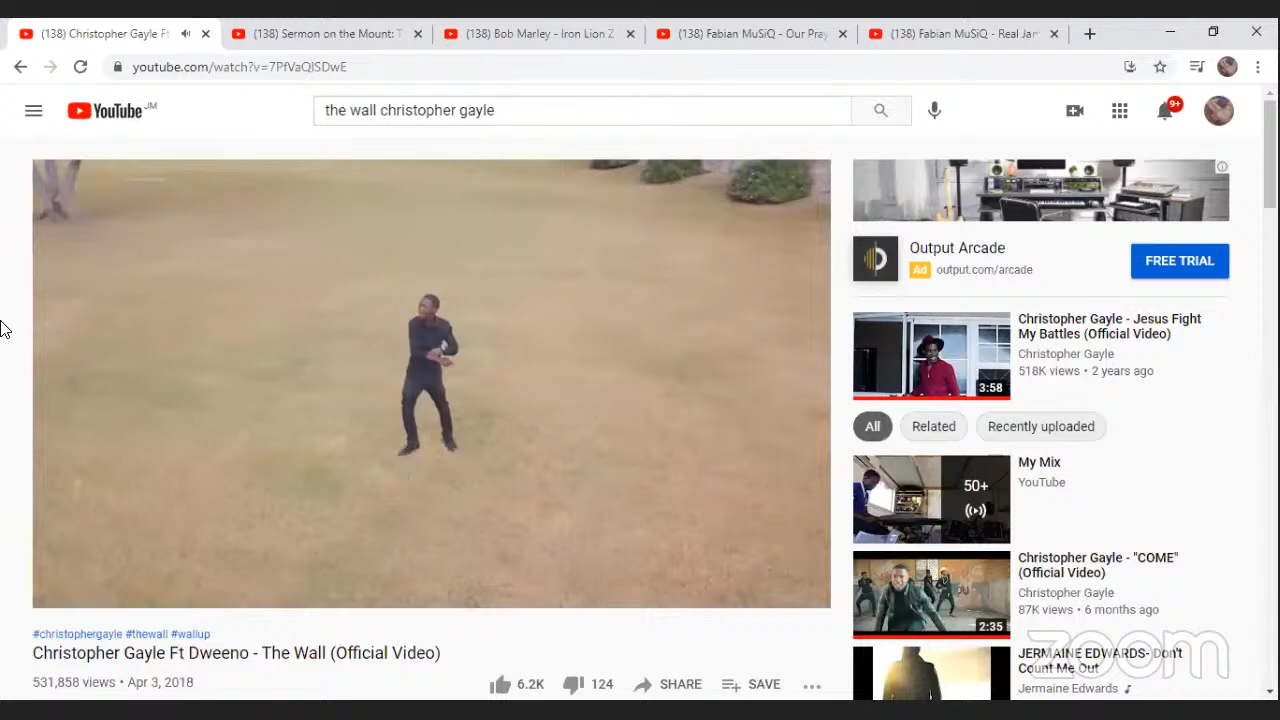 (138) Christopher Gayle Ft
(138) Sermon on the Mount: T
(138) Bob Marley - Iron Lion Z
(138) Fabian MuSiQ - Our Pray
(138) Fabian MuSiQ - Real Jam
youtube.com/watch?v=7PfVaQlSDwE
YouTube JM
the wall christopher gayle
9+
Output Arcade
Ad output.com/arcade
FREE TRIAL
Christopher Gayle - Jesus Fight
My Battles (Official Video)
Christopher Gayle
518K views • 2 years ago
3:58
All
Related
Recently uploaded
My Mix
YouTube
50+
Christopher Gayle - "COME"
(Official Video)
Christopher Gayle
87K views • 6 months ago
2:35
JERMAINE EDWARDS- Don't
Count Me Out
Jermaine Edwards
zoom
#christophergayle #thewall #wallup
Christopher Gayle Ft Dweeno - The Wall (Official Video)
531,858 views • Apr 3, 2018
6.2K
124
SHARE
SAVE